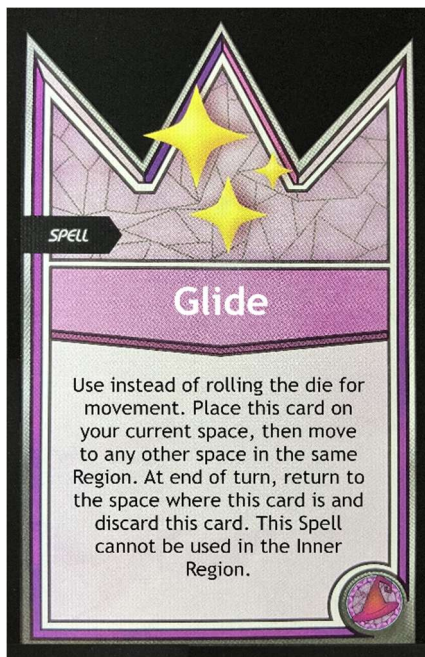 SPELL
Glide
Use instead of rolling the die for
movement. Place this card on
your current space, then move
to any other space in the same
Region. At end of turn, return to
the space where this card is and
discard this card. This Spell
cannot be used in the Inner
Region.